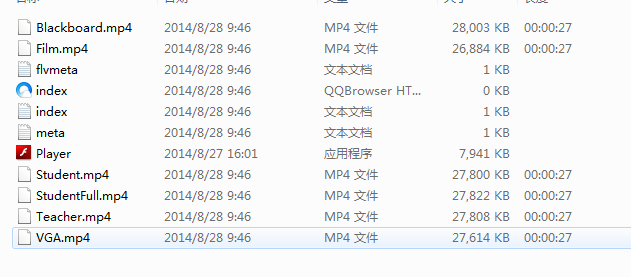 Blackboard.mp4 2014/8/28 9:46 MP4 文件 28,003 KB 00:00:27
Film.mp4 2014/8/28 9:46 MP4 文件 26,884 KB 00:00:27
flvmeta 2014/8/28 9:46 文本文档 1 KB
index 2014/8/28 9:46 QQBrowser HT... 0 KB
index 2014/8/28 9:46 文本文档 1 KB
meta 2014/8/28 9:46 文本文档 1 KB
Player 2014/8/27 16:01 应用程序 7,941 KB
Student.mp4 2014/8/28 9:46 MP4 文件 27,800 KB 00:00:27
StudentFull.mp4 2014/8/28 9:46 MP4 文件 27,822 KB 00:00:27
Teacher.mp4 2014/8/28 9:46 MP4 文件 27,808 KB 00:00:27
VGA.mp4 2014/8/28 9:46 MP4 文件 27,614 KB 00:00:27